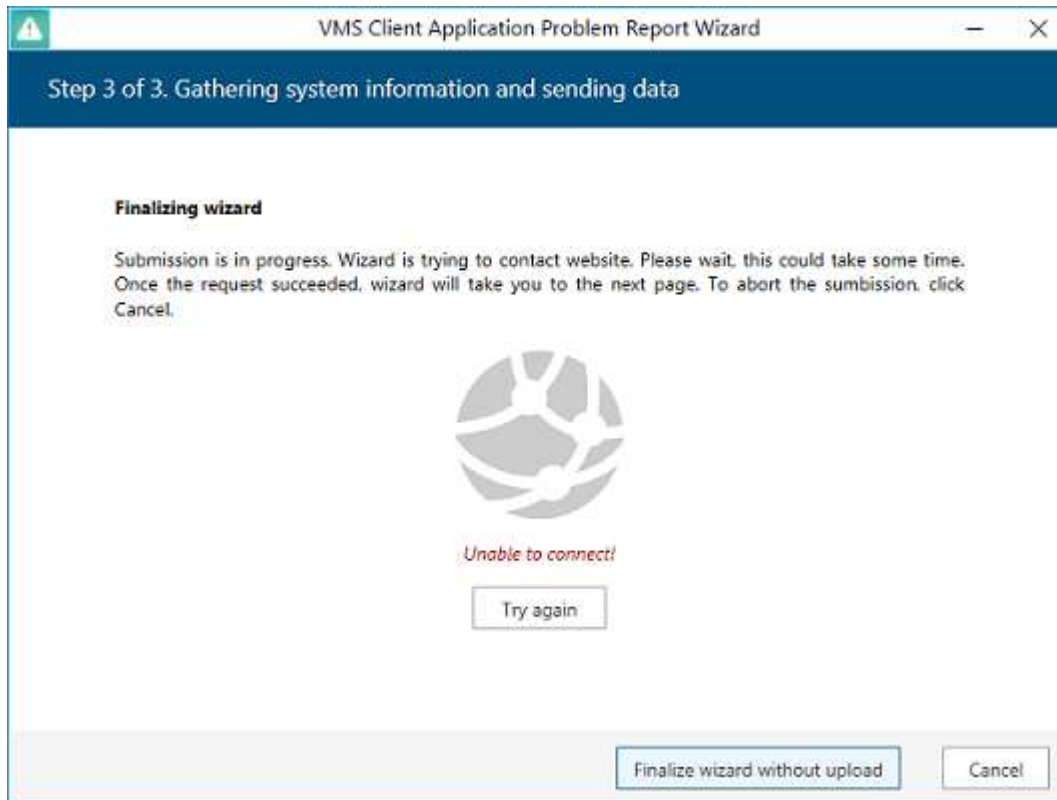 VMS Client Application Problem Report Wizard
Step 3 of 3. Gathering system information and sending data
Finalizing wizard
Submission is in progress. Wizard is trying to contact website. Please wait, this could take some time.
Once the request succeeded, wizard will take you to the next page. To abort the sumbission, click
Cancel.
Unable to connect!
Try again
Finalize wizard without upload
Cancel